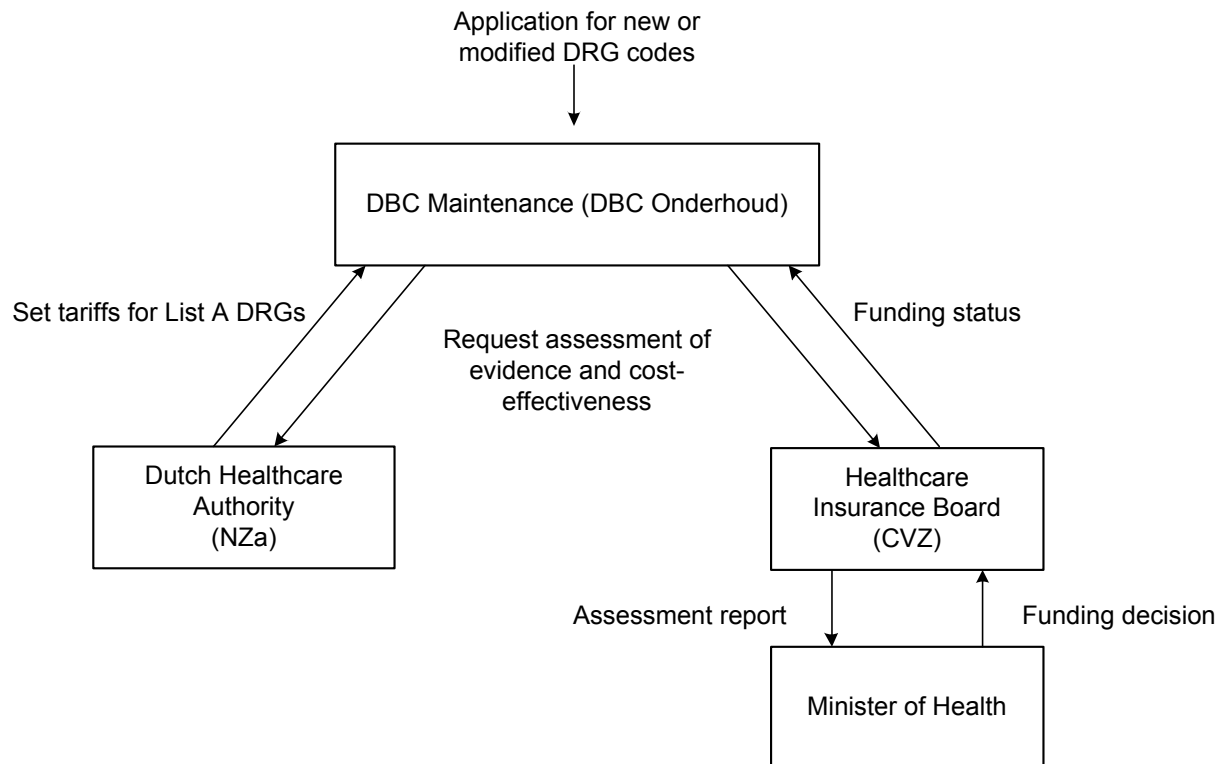 Application for new or
modified DRG codes
DBC Maintenance (DBC Onderhoud)
Set tariffs for List A DRGs
Request assessment of
evidence and cost-
effectiveness
Funding status
Dutch Healthcare
Authority
(NZa)
Healthcare
Insurance Board
(CVZ)
Assessment report
Funding decision
Minister of Health